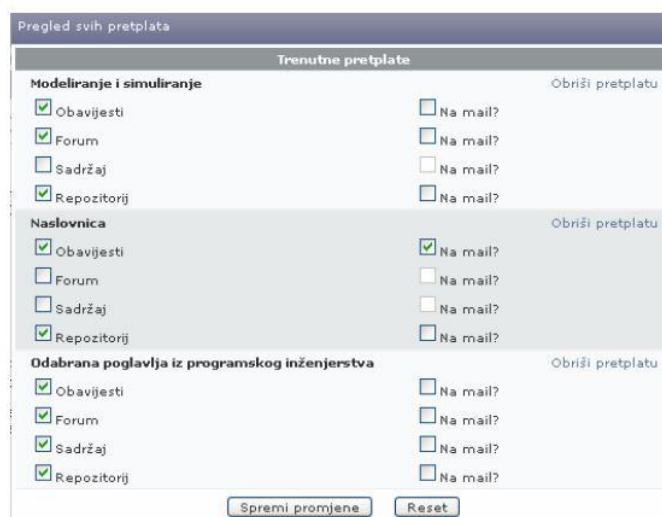 Pregled svih pretplata
Trenutne pretplate
Modeliranje i simuliranje Obriši pretplatu
Obavijesti Na mail?
Forum Na mail?
Sadržaj Na mail?
Repozitorij Na mail?
Naslovnica Obriši pretplatu
Obavijesti Na mail?
Forum Na mail?
Sadržaj Na mail?
Repozitorij Na mail?
Odabrana poglavlja iz programskog inženjerstva Obriši pretplatu
Obavijesti Na mail?
Forum Na mail?
Sadržaj Na mail?
Repozitorij Na mail?
Spremi promjene Reset